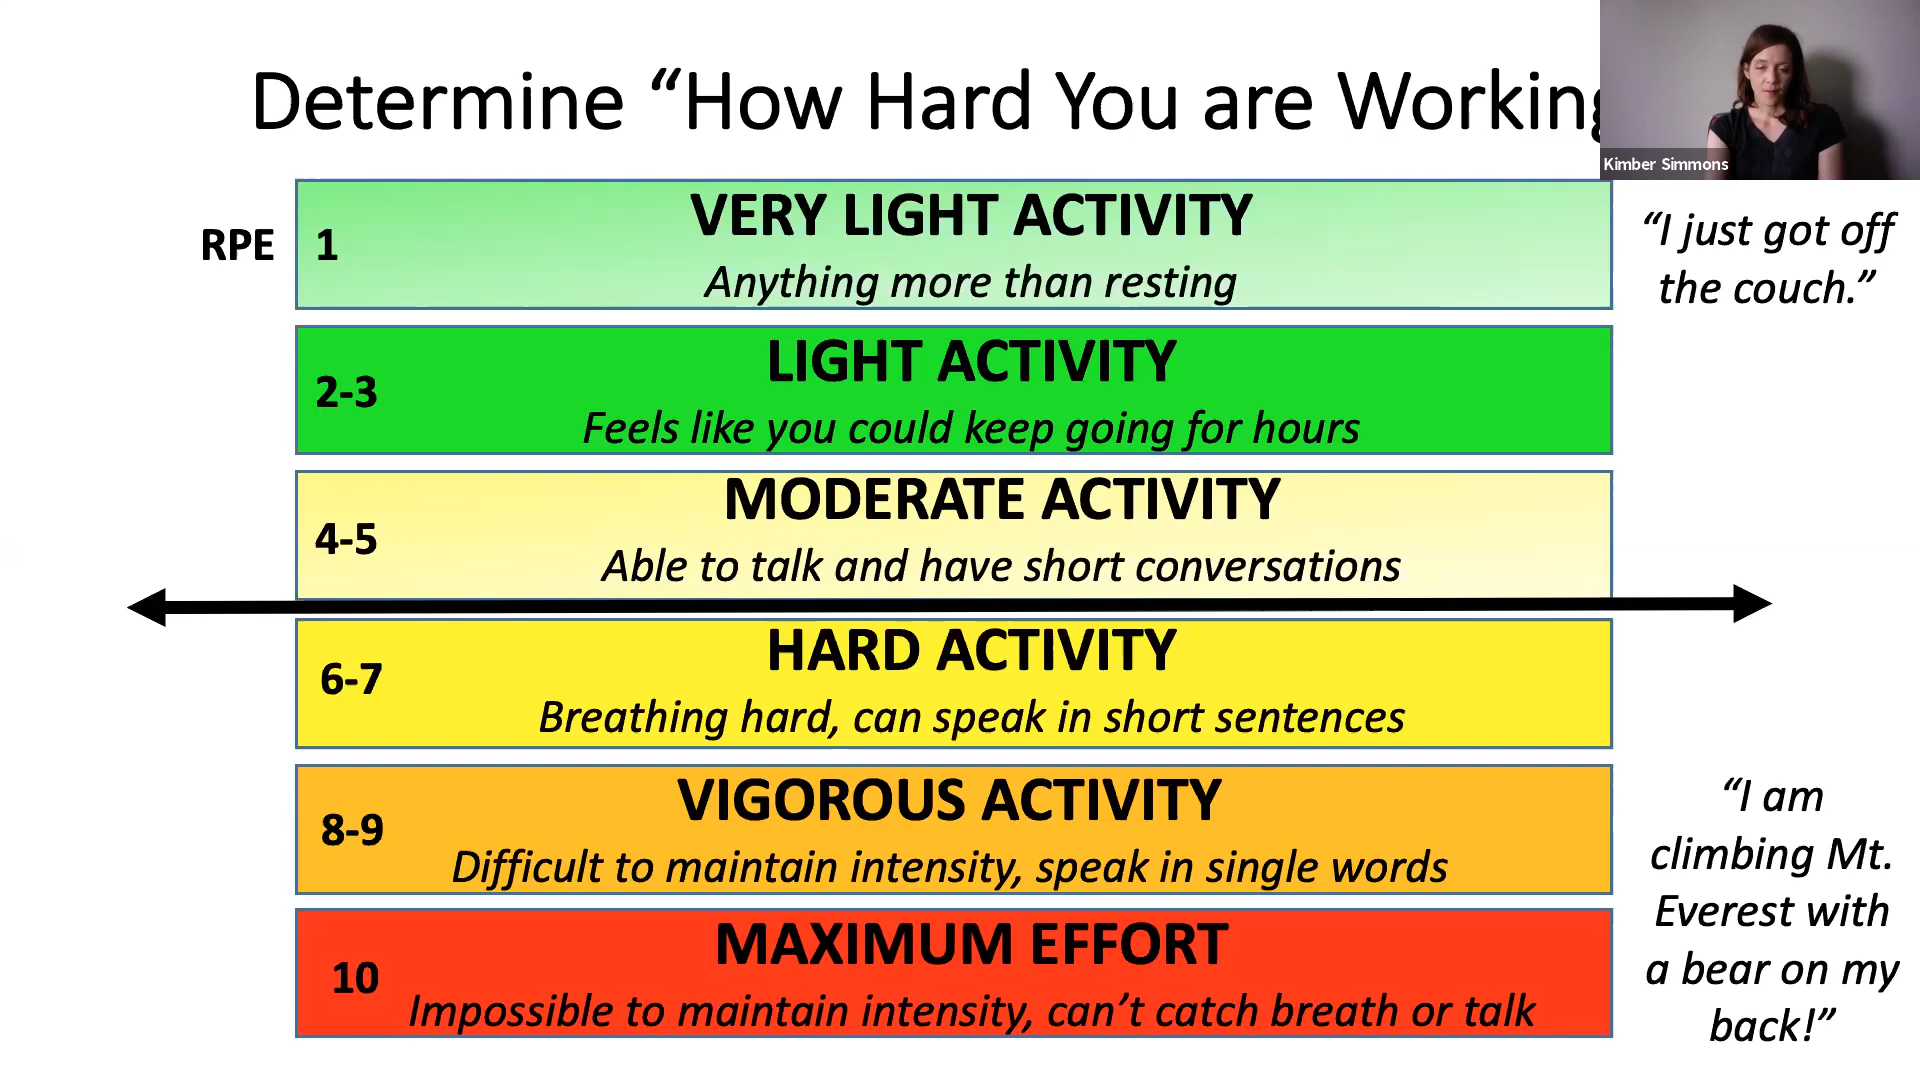 Determine “How Hard You are Working
Kimber Simmons
RPE
1
VERY LIGHT ACTIVITY
Anything more than resting
“I just got off
the couch.”
2-3
LIGHT ACTIVITY
Feels like you could keep going for hours
4-5
MODERATE ACTIVITY
Able to talk and have short conversations
6-7
HARD ACTIVITY
Breathing hard, can speak in short sentences
8-9
VIGOROUS ACTIVITY
Difficult to maintain intensity, speak in single words
10
MAXIMUM EFFORT
Impossible to maintain intensity, can’t catch breath or talk
“I am
climbing Mt.
Everest with
a bear on my
back!”